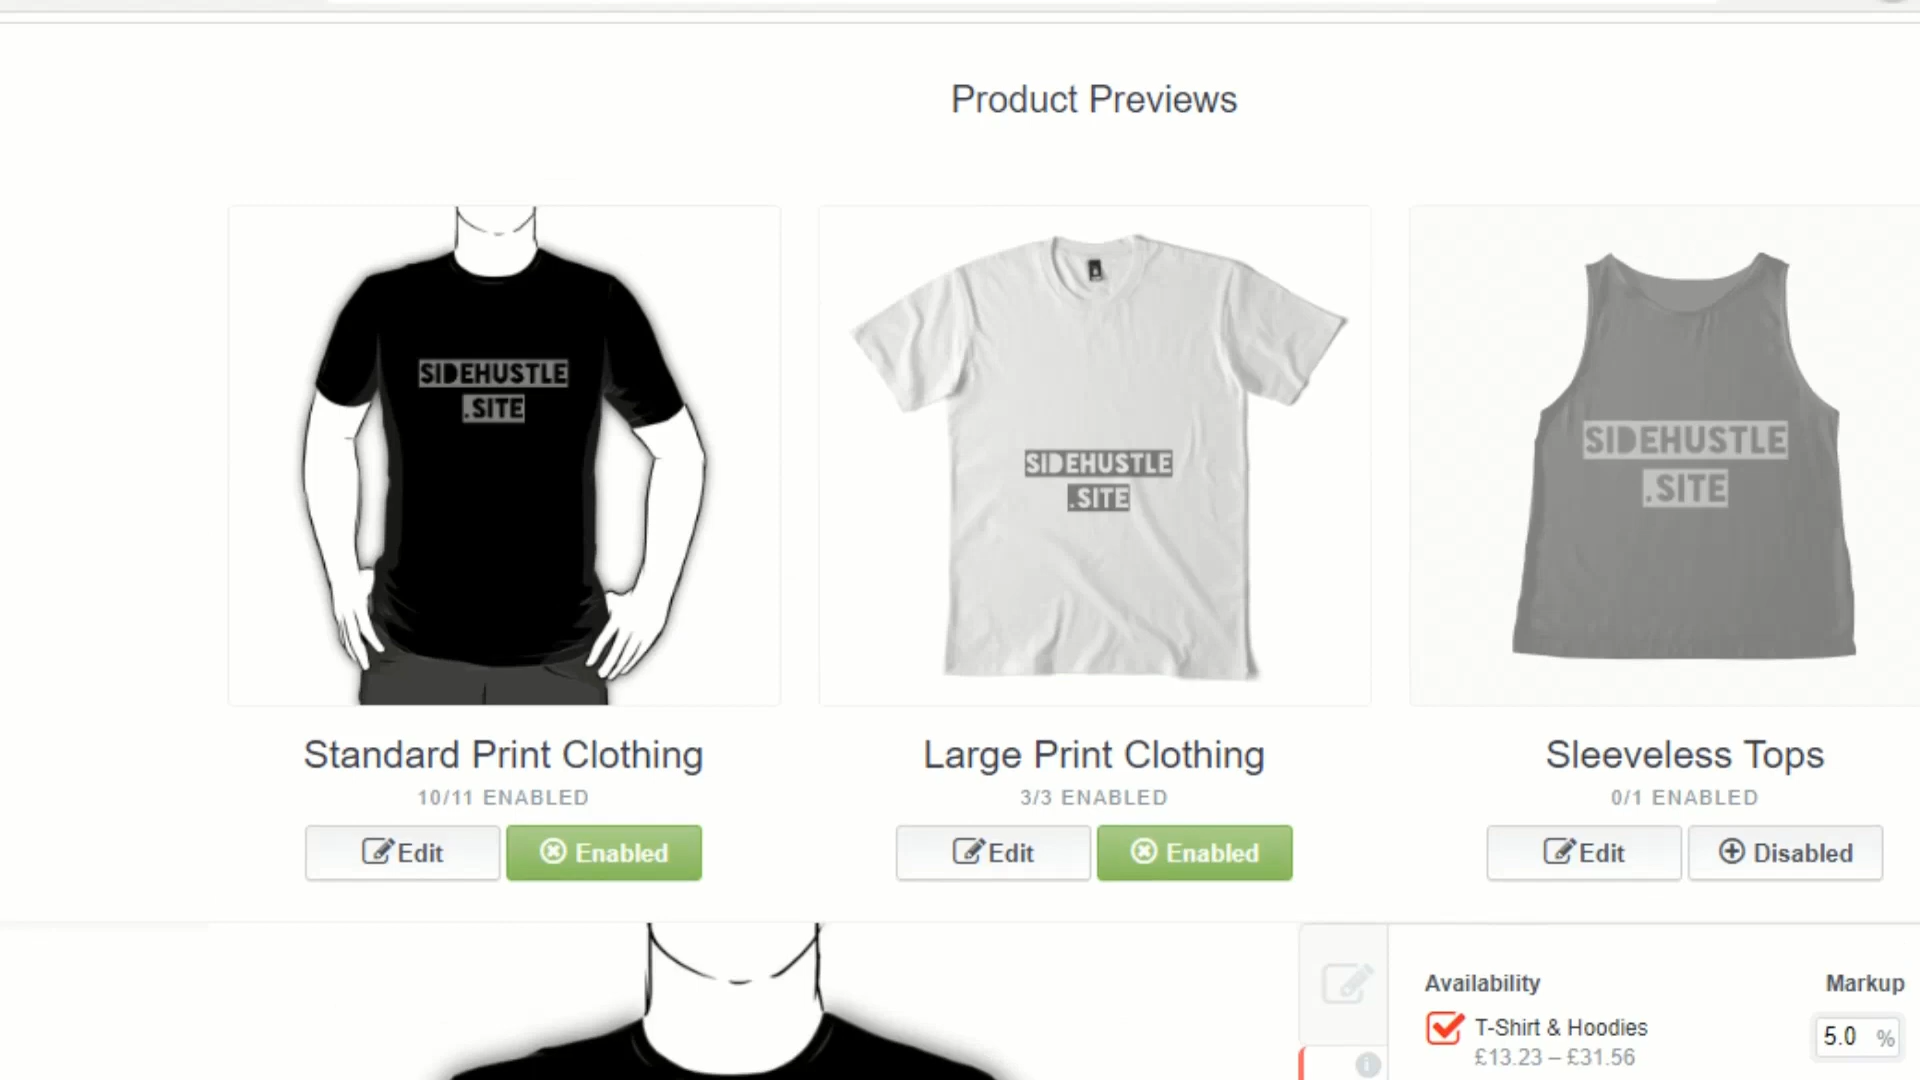 Product Previews
SIDEHUSTLE
.SITE
SIDEHUSTLE
.SITE
SIDEHUSTLE
.SITE
Standard Print Clothing
10/11 ENABLED
Edit
Enabled
Large Print Clothing
3/3 ENABLED
Edit
Enabled
Sleeveless Tops
0/1 ENABLED
Edit
Disabled
Availability
Markup
T-Shirt & Hoodies
£13.23 – £31.56
5.0 %